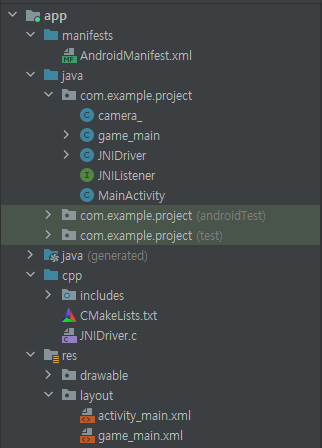 app
manifests
AndroidManifest.xml
java
com.example.project
camera_
game_main
JNIDriver
JNIListener
MainActivity
com.example.project (androidTest)
com.example.project (test)
java (generated)
cpp
includes
CMakeLists.txt
JNIDriver.c
res
drawable
layout
activity_main.xml
game_main.xml